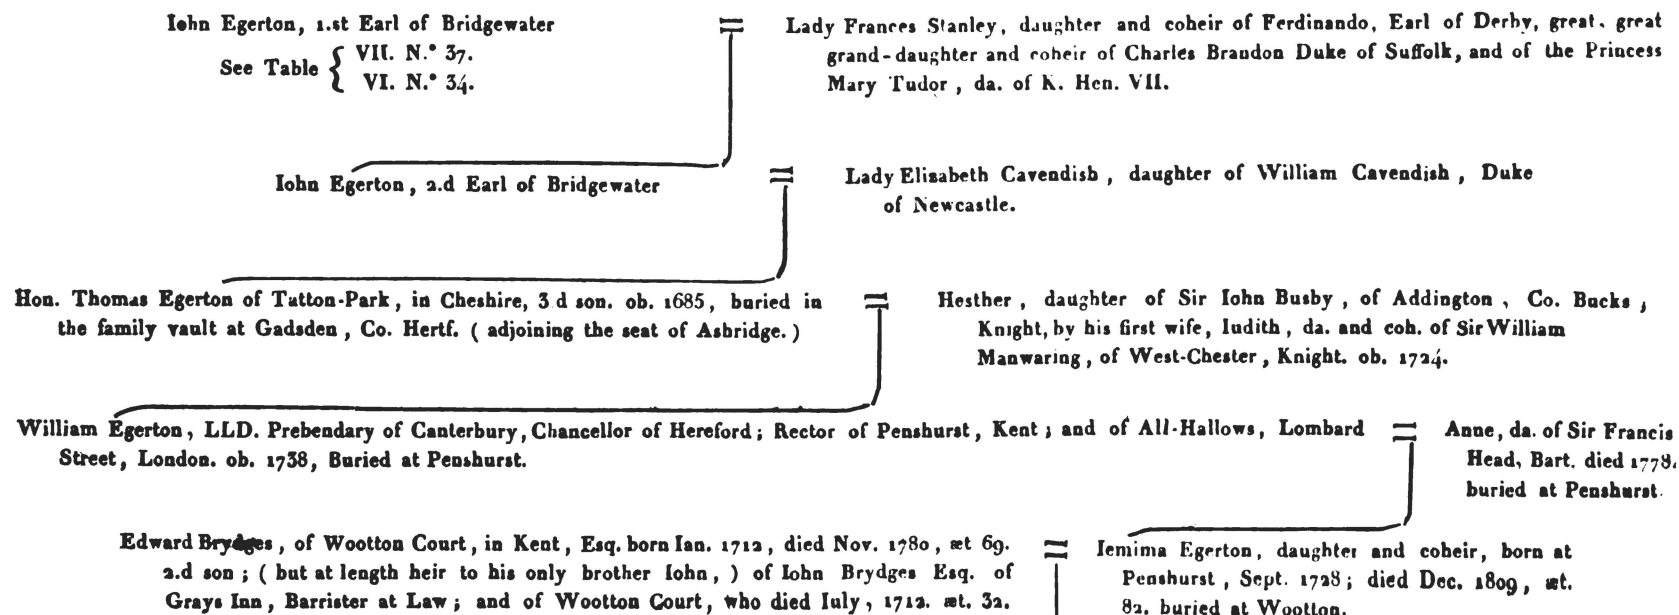 Iohn Egerton, 1.st Earl of Bridgewater
See Table { VII. N.º 37.
VI. N.º 34.
Lady Frances Stanley, daughter and coheir of Ferdinando, Earl of Derby, great, great
grand-daughter and coheir of Charles Brandon Duke of Suffolk, and of the Princess
Mary Tudor, da. of K. Hen. VII.
Iohn Egerton, 2.d Earl of Bridgewater
Lady Elisabeth Cavendish, daughter of William Cavendish, Duke
of Newcastle.
Hon. Thomas Egerton of Tatton-Park, in Cheshire, 3.d son. ob. 1685, buried in
the family vault at Gadsden, Co. Hertf. (adjoining the seat of Asbridge.)
Hesther, daughter of Sir Iohn Busby, of Addington, Co. Bucks,
Knight, by his first wife, Iudith, da. and coh. of Sir William
Manwaring, of West-Chester, Knight. ob. 1724.
William Egerton, LLD. Prebendary of Canterbury, Chancellor of Hereford; Rector of Penshurst, Kent; and of All-Hallows, Lombard
Street, London. ob. 1738, Buried at Penshurst.
Anne, da. of Sir Francis
Head, Bart. died 1778.
buried at Penshurst.
Edward Brydges, of Wootton Court, in Kent, Esq. born Ian. 1712, died Nov. 1780, æt 69.
2.d son; (but at length heir to his only brother Iohn,) of Iohn Brydges Esq. of
Grays Inn, Barrister at Law; and of Wootton Court, who died Iuly, 1712. æt. 32.
Iemima Egerton, daughter and coheir, born at
Penshurst, Sept. 1728; died Dec. 1809, æt.
82. buried at Wootton.